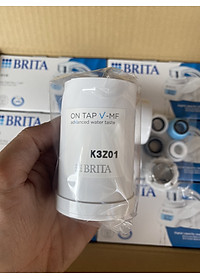 BRITA
BRITA
ON TAP V-MF
advanced water taste
K3Z01
BRITA
BRITA